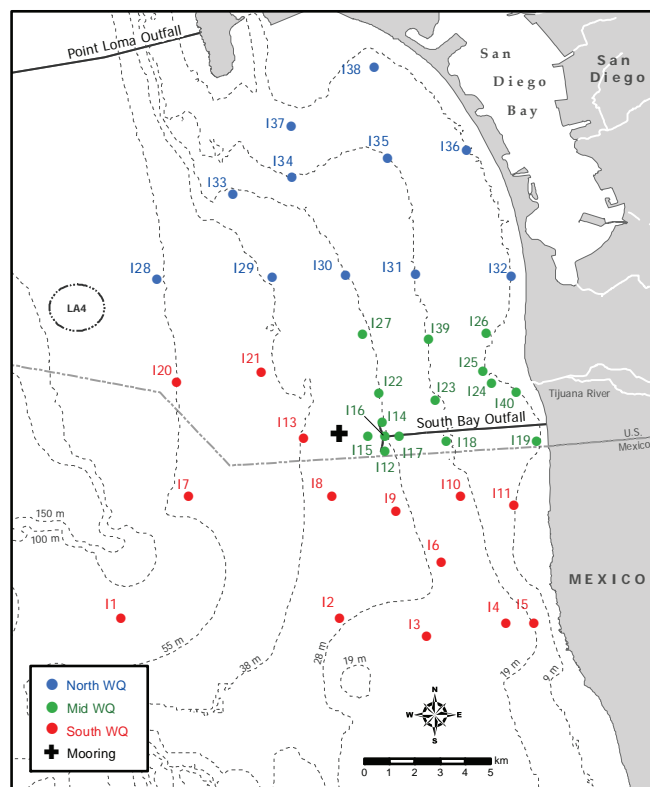 Point Loma Outfall
San
Diego
Bay
San
Diego
I38
I37
I35
I36
I34
I33
I28
I29
I30
I31
I32
LA4
I27
I39
I26
I21
I25
I20
I22
I24
I23
I40
Tijuana River
I16
I14
South Bay Outfall
I13
U.S.
Mexico
I15
I17
I18
I19
I12
I7
I8
I9
I10
I11
150 m
100 m
I6
MEXICO
I1
I2
I3
I4
I5
55 m
38 m
28 m
19 m
19 m
9 m
North WQ
Mid WQ
South WQ
Mooring
N
W E
S
0 1 2 3 4 5
km